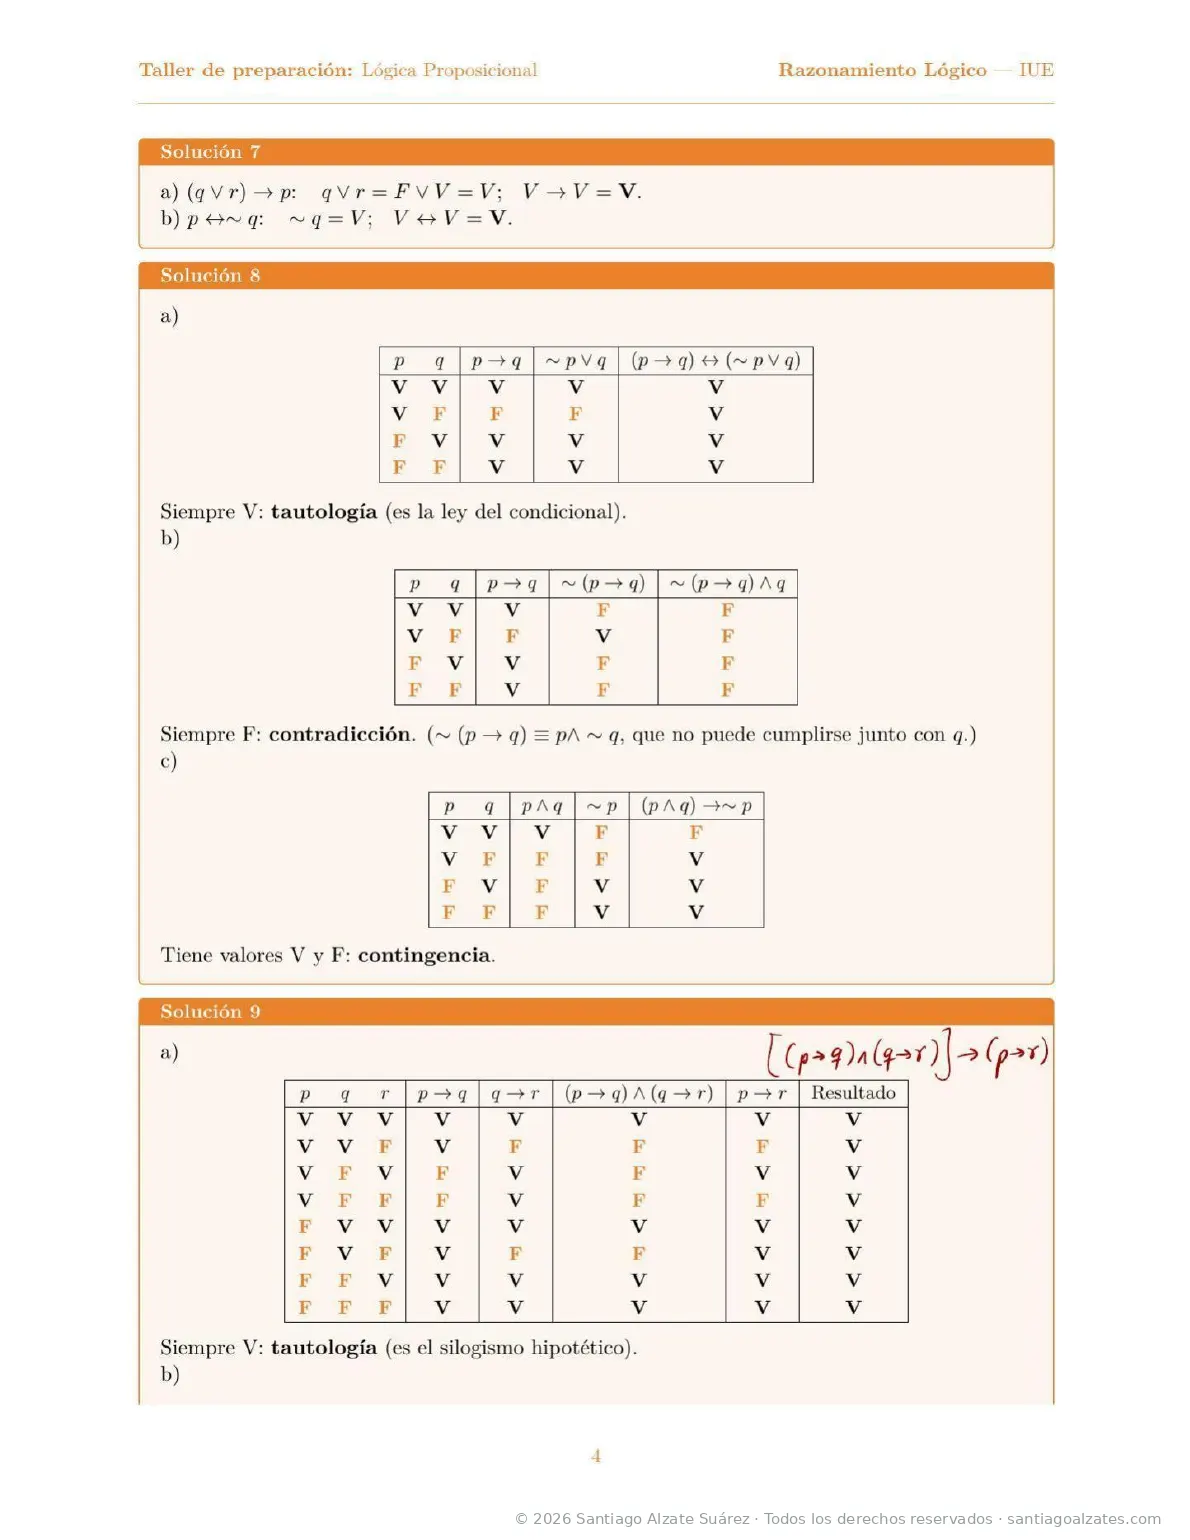 Taller de preparación: Lógica Proposicional Razonamiento Lógico — IUE
Solución 7
a) (q ∨ r) → p: q ∨ r = F ∨ V = V; V → V = V.
b) p ↔∼ q: ∼ q = V; V ↔ V = V.
Solución 8
a)
p q p → q ∼ p ∨ q (p → q) ↔ (∼ p ∨ q)
V V V V V
V F F F V
F V V V V
F F V V V
Siempre V: tautología (es la ley del condicional).
b)
p q p → q ∼ (p → q) ∼ (p → q) ∧ q
V V V F F
V F F V F
F V V F F
F F V F F
Siempre F: contradicción. (∼ (p → q) ≡ p∧ ∼ q, que no puede cumplirse junto con q.)
c)
p q p ∧ q ∼ p (p ∧ q) →∼ p
V V V F F
V F F F V
F V F V V
F F F V V
Tiene valores V y F: contingencia.
Solución 9
a) [(p→q)∧(q→r)]→(p→r)
p q r p → q q → r (p → q) ∧ (q → r) p → r Resultado
V V V V V V V V
V V F V F F F V
V F V F V F V V
V F F F V F F V
F V V V V V V V
F V F V F F V V
F F V V V V V V
F F F V V V V V
Siempre V: tautología (es el silogismo hipotético).
b)
4
© 2026 Santiago Alzate Suárez · Todos los derechos reservados · santiagoalzates.com